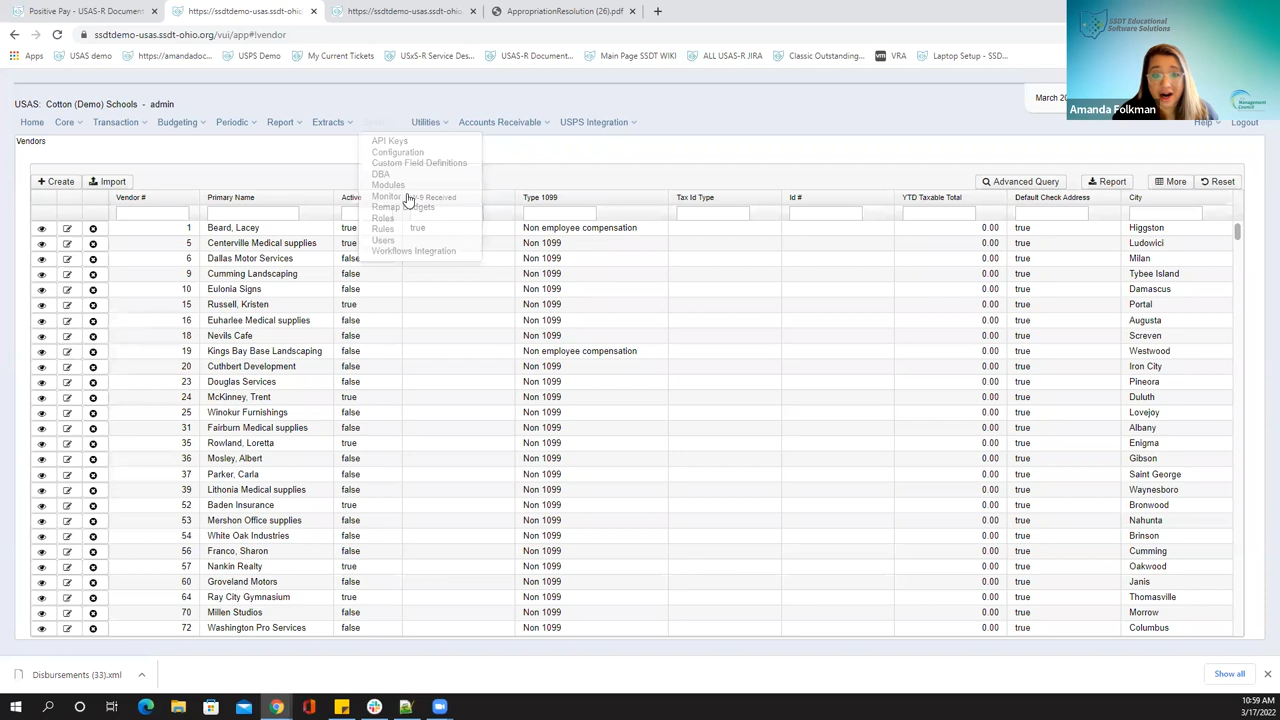 Positive Pay - USAS-R Document
https://ssdtdemo-usas.ssdt-ohio
https://ssdtdemo-usas.ssdt-ohio.
AppropriationResolution (26).pdf
ssdtdemo-usas.ssdt-ohio.org/vui/app#!vendor
Apps USAS demo https://amandadoc... USPS Demo My Current Tickets USxS-R Service Des... USAS-R Document... Main Page SSDT WIKI ALL USAS-R JIRA Classic Outstanding... VRA Laptop Setup - SSD...
SSDT Educational
Software Solutions
Management
Council
Amanda Folkman
USAS: Cotton (Demo) Schools - admin
March 20
Home Core Transaction Budgeting Periodic Report Extracts Utilities Accounts Receivable USPS Integration Help Logout
API Keys
Configuration
Custom Field Definitions
DBA
Modules
Monitor
Remap Budgets
Roles
Rules
Users
Workflows Integration
Vendors
Create Import Advanced Query Report More Reset
Vendor # Primary Name Active W-9 Received Type 1099 Tax Id Type Id # YTD Taxable Total Default Check Address City
1 Beard, Lacey true true Non employee compensation 0.00 true Higgston
5 Centerville Medical supplies false Non 1099 0.00 true Ludowici
6 Dallas Motor Services false Non 1099 0.00 true Milan
9 Cumming Landscaping false Non 1099 0.00 true Tybee Island
10 Eulonia Signs false Non 1099 0.00 true Damascus
15 Russell, Kristen true Non 1099 0.00 true Portal
16 Euharlee Medical supplies false Non 1099 0.00 true Augusta
18 Nevils Cafe false Non 1099 0.00 true Screven
19 Kings Bay Base Landscaping false Non employee compensation 0.00 true Westwood
20 Cuthbert Development false Non 1099 0.00 true Iron City
23 Douglas Services false Non 1099 0.00 true Pineora
24 McKinney, Trent true Non 1099 0.00 true Duluth
25 Winokur Furnishings false Non 1099 0.00 true Lovejoy
31 Fairburn Medical supplies false Non 1099 0.00 true Albany
35 Rowland, Loretta true Non 1099 0.00 true Enigma
36 Mosley, Albert false Non 1099 0.00 true Gibson
37 Parker, Carla false Non 1099 0.00 true Saint George
39 Lithonia Medical supplies false Non 1099 0.00 true Waynesboro
52 Baden Insurance true Non 1099 0.00 true Bronwood
53 Mershon Office supplies false Non 1099 0.00 true Nahunta
54 White Oak Industries false Non 1099 0.00 true Brinson
56 Franco, Sharon false Non 1099 0.00 true Cumming
57 Nankin Realty true Non 1099 0.00 true Oakwood
60 Groveland Motors false Non 1099 0.00 true Janis
64 Ray City Gymnasium true Non 1099 0.00 true Thomasville
70 Millen Studios false Non 1099 0.00 true Morrow
72 Washington Pro Services false Non 1099 0.00 true Columbus
Disbursements (33).xml
Show all
10:59 AM
3/17/2022